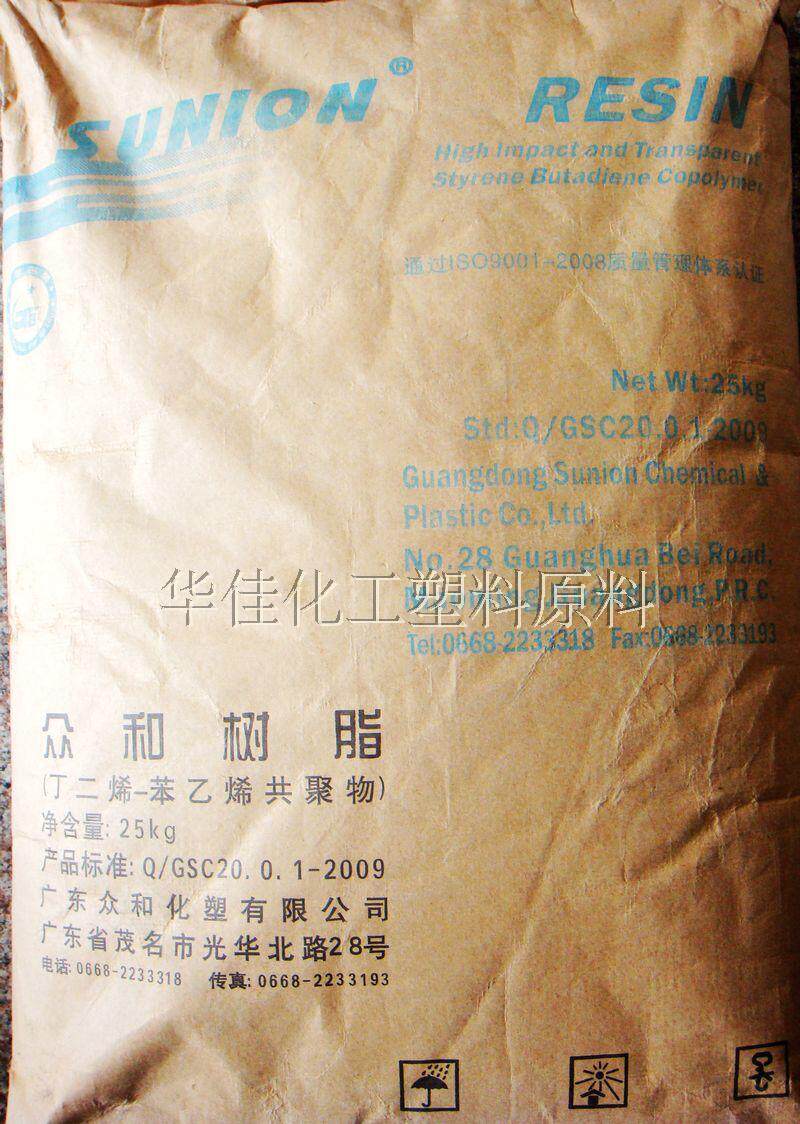 SUNION® RESIN
High Impact and Transparent
Styrene Butadiene Copolymer
通过ISO9001-2008质量管理体系认证
Net Wt:25kg
Std:Q/GSC20.0.1-2009
Guangdong Sunion Chemical &
Plastic Co.,Ltd.
No.28 Guanghua Bei Road,
Maoming,Guangdong,P.R.C.
华佳化工塑料原料
Tel:0668-2233318 Fax:0668-2233193
众和树脂
(丁二烯-苯乙烯共聚物)
净含量:25kg
产品标准:Q/GSC20.0.1-2009
广东众和化塑有限公司
广东省茂名市光华北路28号
电话:0668-2233318 传真:0668-2233193